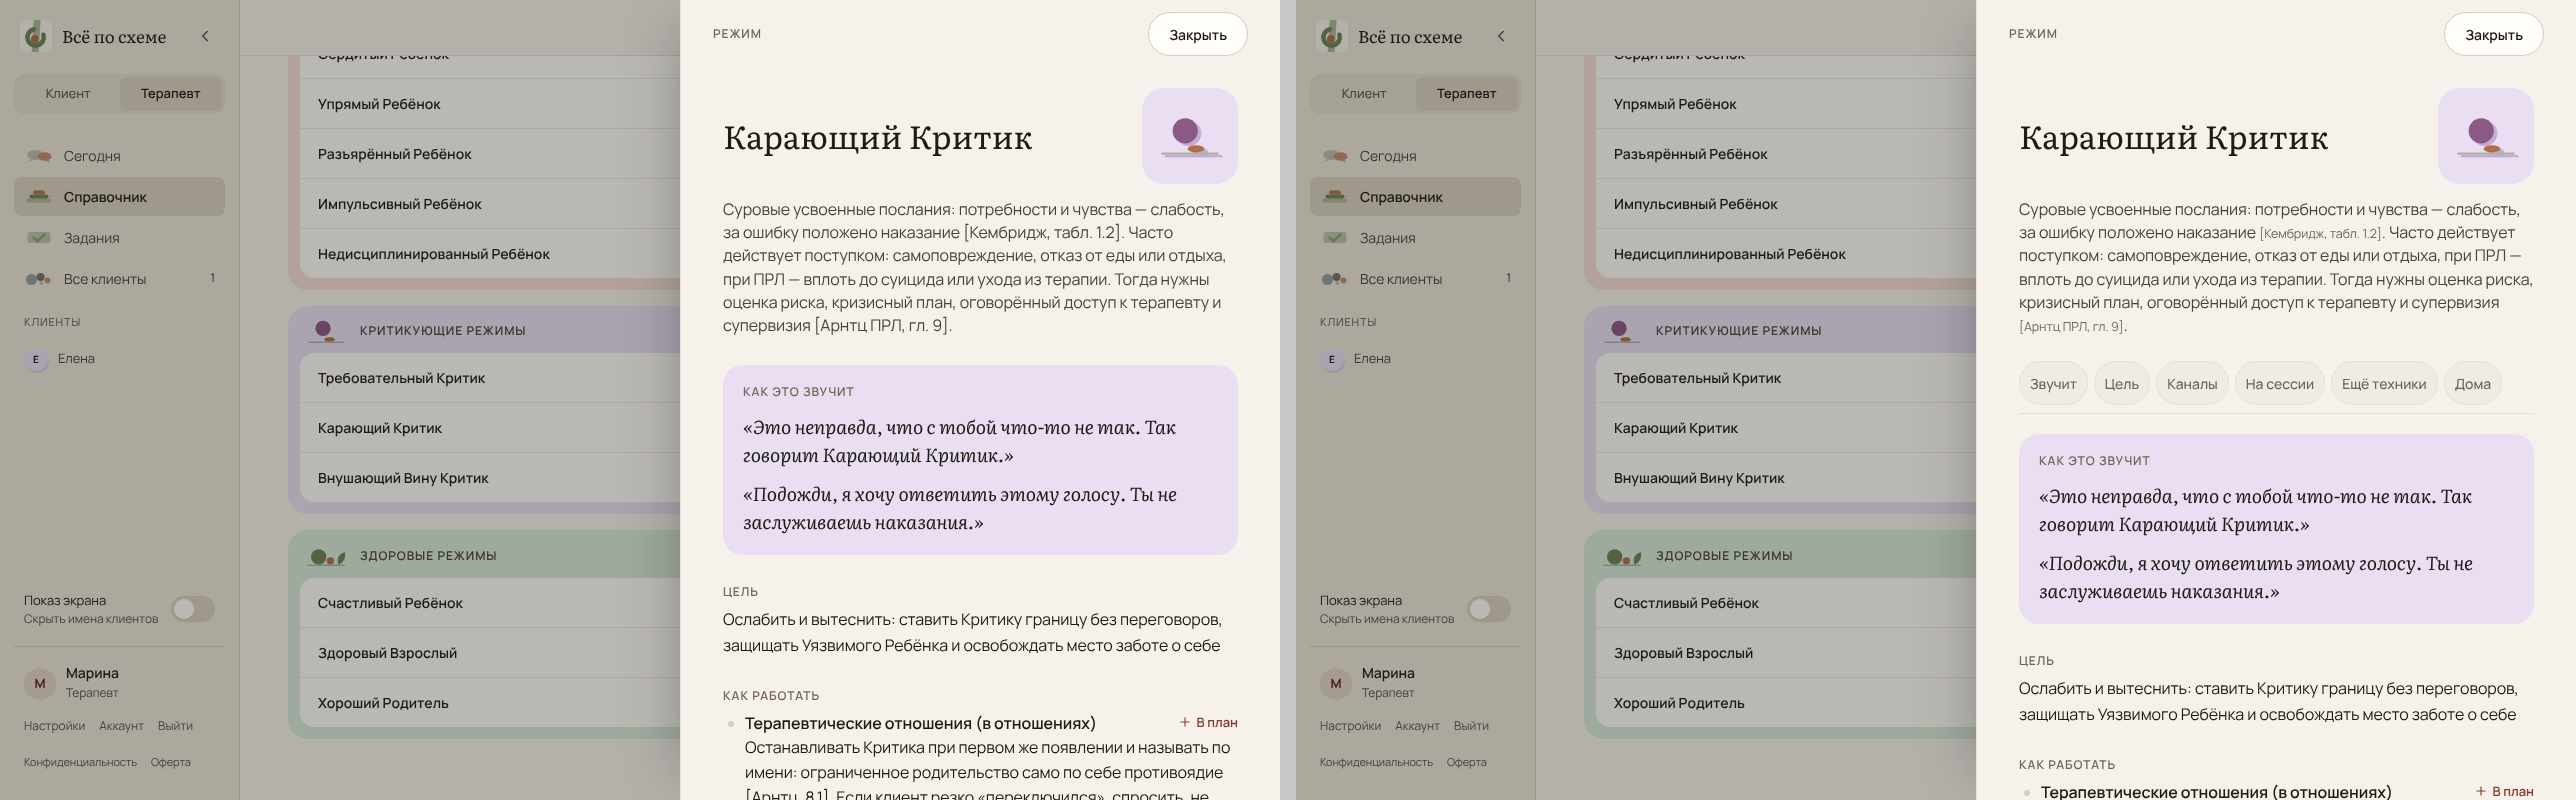 Всё по схеме
Клиент
Терапевт
Сегодня
Справочник
Задания
Все клиенты 1
КЛИЕНТЫ
Е Елена
Показ экрана
Скрыть имена клиентов
М Марина
Терапевт
Настройки Аккаунт Выйти
Конфиденциальность Оферта
Сердитый Ребёнок
Упрямый Ребёнок
Разъярённый Ребёнок
Импульсивный Ребёнок
Недисциплинированный Ребёнок
КРИТИКУЮЩИЕ РЕЖИМЫ
Требовательный Критик
Карающий Критик
Внушающий Вину Критик
ЗДОРОВЫЕ РЕЖИМЫ
Счастливый Ребёнок
Здоровый Взрослый
Хороший Родитель
РЕЖИМ
Закрыть
Карающий Критик
Суровые усвоенные послания: потребности и чувства — слабость,
за ошибку положено наказание [Кембридж, табл. 1.2]. Часто
действует поступком: самоповреждение, отказ от еды или отдыха,
при ПРЛ — вплоть до суицида или ухода из терапии. Тогда нужны
оценка риска, кризисный план, оговорённый доступ к терапевту и
супервизия [Арнтц ПРЛ, гл. 9].
КАК ЭТО ЗВУЧИТ
«Это неправда, что с тобой что-то не так. Так
говорит Карающий Критик.»
«Подожди, я хочу ответить этому голосу. Ты не
заслуживаешь наказания.»
ЦЕЛЬ
Ослабить и вытеснить: ставить Критику границу без переговоров,
защищать Уязвимого Ребёнка и освобождать место заботе о себе
КАК РАБОТАТЬ
Терапевтические отношения (в отношениях) + В план
Останавливать Критика при первом же появлении и называть по
имени: ограниченное родительство само по себе противоядие
[Арнтц, 8.1]. Если клиент резко «переключился», спросить, не
Всё по схеме
Клиент
Терапевт
Сегодня
Справочник
Задания
Все клиенты 1
КЛИЕНТЫ
Е Елена
Показ экрана
Скрыть имена клиентов
М Марина
Терапевт
Настройки Аккаунт Выйти
Конфиденциальность Оферта
Сердитый Ребёнок
Упрямый Ребёнок
Разъярённый Ребёнок
Импульсивный Ребёнок
Недисциплинированный Ребёнок
КРИТИКУЮЩИЕ РЕЖИМЫ
Требовательный Критик
Карающий Критик
Внушающий Вину Критик
ЗДОРОВЫЕ РЕЖИМЫ
Счастливый Ребёнок
Здоровый Взрослый
Хороший Родитель
РЕЖИМ
Закрыть
Карающий Критик
Суровые усвоенные послания: потребности и чувства — слабость,
за ошибку положено наказание [Кембридж, табл. 1.2]. Часто действует
поступком: самоповреждение, отказ от еды или отдыха, при ПРЛ —
вплоть до суицида или ухода из терапии. Тогда нужны оценка риска,
кризисный план, оговорённый доступ к терапевту и супервизия
[Арнтц ПРЛ, гл. 9].
Звучит Цель Каналы На сессии Ещё техники Дома
КАК ЭТО ЗВУЧИТ
«Это неправда, что с тобой что-то не так. Так
говорит Карающий Критик.»
«Подожди, я хочу ответить этому голосу. Ты не
заслуживаешь наказания.»
ЦЕЛЬ
Ослабить и вытеснить: ставить Критику границу без переговоров,
защищать Уязвимого Ребёнка и освобождать место заботе о себе
КАК РАБОТАТЬ
Терапевтические отношения (в отношениях) + В план